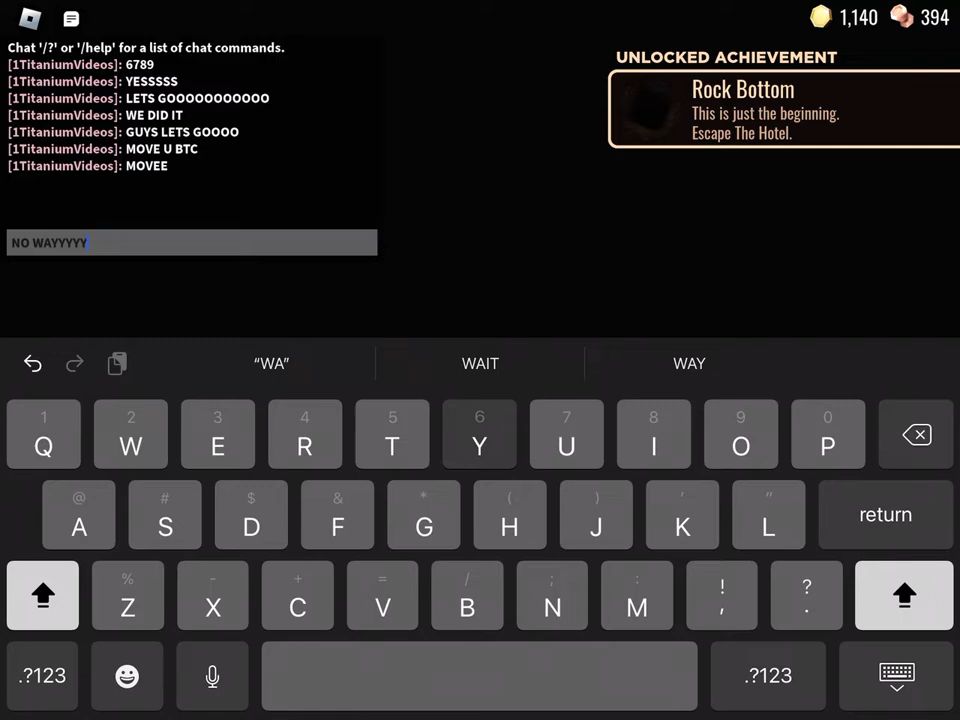 1,140 394
Chat '/?' or '/help' for a list of chat commands.
[1TitaniumVideos]: 6789
[1TitaniumVideos]: YESSSSS
[1TitaniumVideos]: LETS GOOOOOOOOOOO
[1TitaniumVideos]: WE DID IT
[1TitaniumVideos]: GUYS LETS GOOOO
[1TitaniumVideos]: MOVE U BTC
[1TitaniumVideos]: MOVEE
NO WAYYYYY
UNLOCKED ACHIEVEMENT
Rock Bottom
This is just the beginning.
Escape The Hotel.
“WA” WAIT WAY
1 2 3 4 5 6 7 8 9 0
Q W E R T Y U I O P
@ # $ & * ( ) ' "
A S D F G H J K L return
% - + = / ; : ! ?
Z X C V B N M , .
.?123 .?123